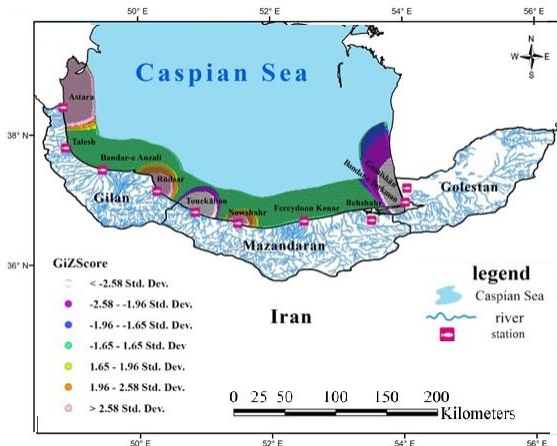 50° E
52° E
54° E
56° E
N
W
E
S
Caspian Sea
Astara
38° N
38° N
Talesh
Bandar-e Anzali
Rudsar
Gilan
Tonekabon
Nowshahr
Fereydoon Kenar
Behshahr
Golestan
Mazandaran
36° N
36° N
GiZScore
< -2.58 Std. Dev.
-2.58 - -1.96 Std. Dev.
-1.96 - -1.65 Std. Dev.
-1.65 - 1.65 Std. Dev
1.65 - 1.96 Std. Dev.
1.96 - 2.58 Std. Dev.
> 2.58 Std. Dev.
Iran
legend
Caspian Sea
river
station
0 25 50 100 150 200
Kilometers
50° E
52° E
54° E
56° E